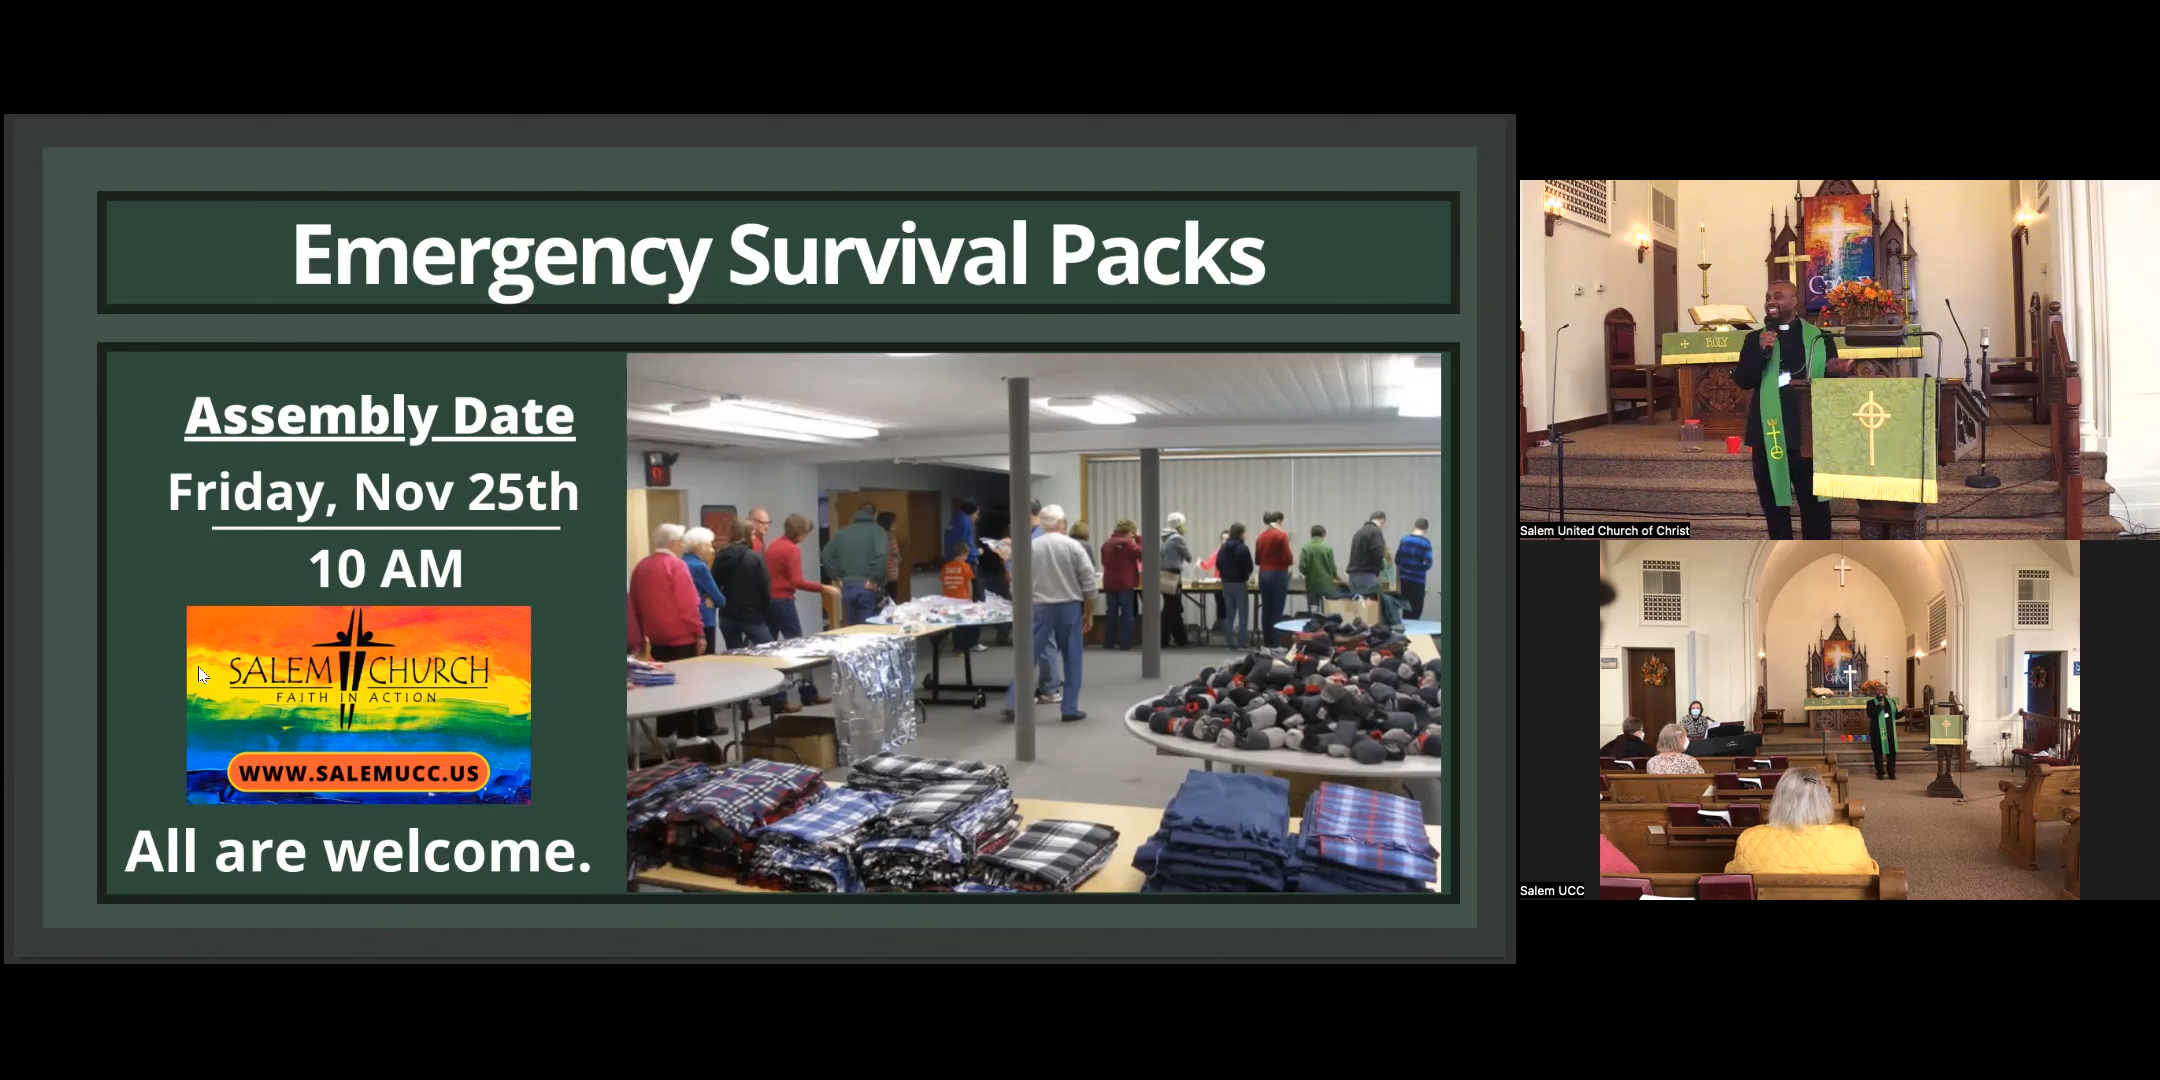 Emergency Survival Packs
Assembly Date
Friday, Nov 25th
10 AM
SALEM CHURCH
FAITH IN ACTION
WWW.SALEMUCC.US
All are welcome.
HOLY
Salem United Church of Christ
Salem UCC